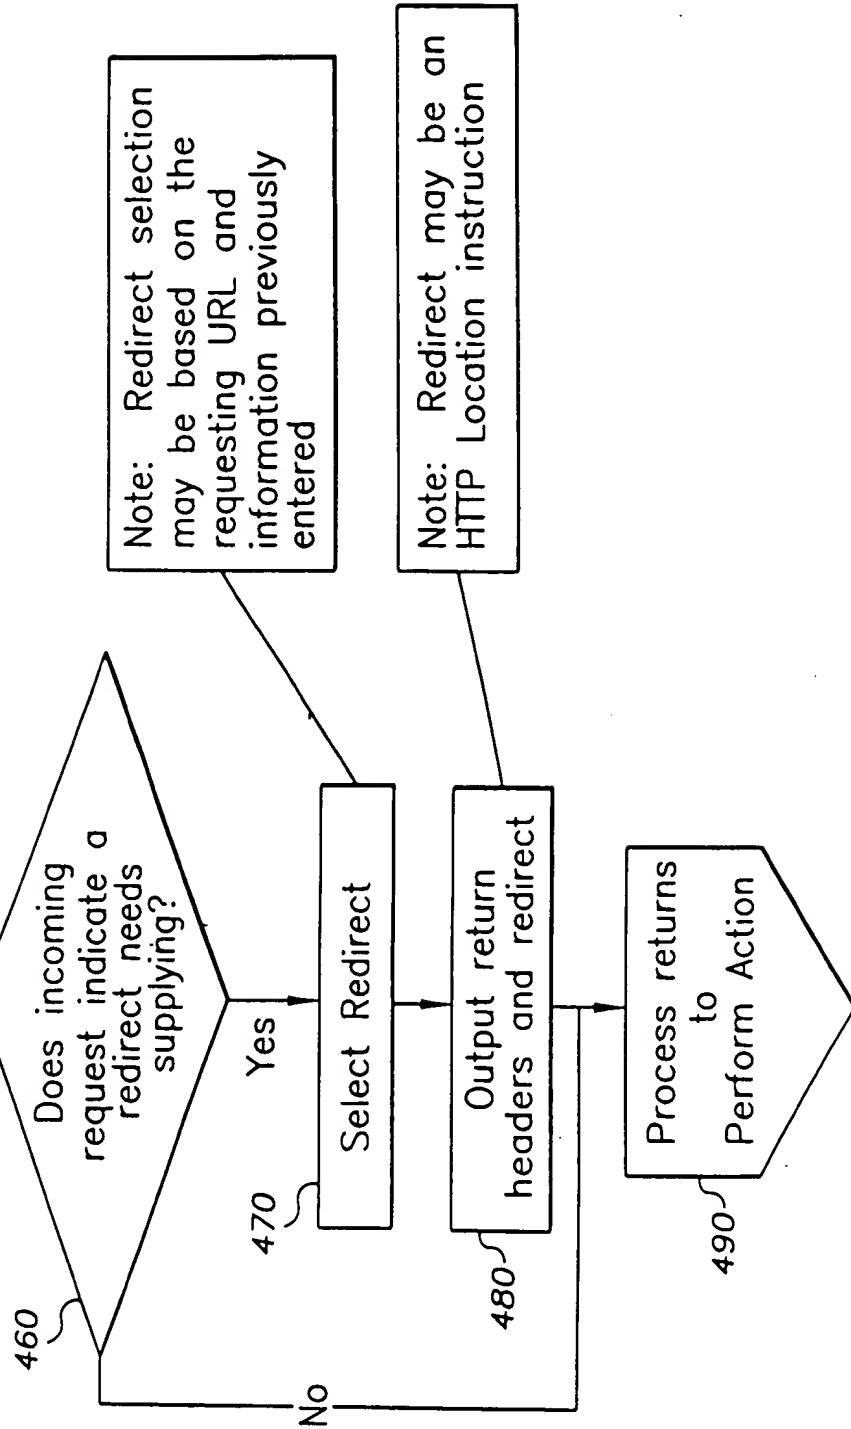 460
Does incoming
request indicate a
redirect needs
supplying?
Yes
No
470
Select Redirect
Note: Redirect selection
may be based on the
requesting URL and
information previously
entered
480
Output return
headers and redirect
Note: Redirect may be an
HTTP Location instruction
490
Process returns
to
Perform Action